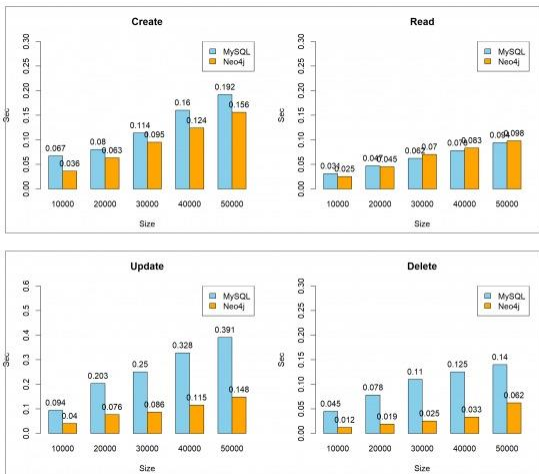 Create
Sec
0.30
0.25
0.20
0.15
0.10
0.05
0.00
MySQL
Neo4j
0.067
0.036
0.08
0.063
0.114
0.095
0.16
0.124
0.192
0.156
10000 20000 30000 40000 50000
Size
Read
Sec
0.30
0.25
0.20
0.15
0.10
0.05
0.00
MySQL
Neo4j
0.031
0.025
0.047
0.045
0.062
0.07
0.078
0.083
0.094
0.098
10000 20000 30000 40000 50000
Size
Update
Sec
0.6
0.5
0.4
0.3
0.2
0.1
0.0
MySQL
Neo4j
0.094
0.04
0.203
0.076
0.25
0.086
0.328
0.115
0.391
0.148
10000 20000 30000 40000 50000
Size
Delete
Sec
0.30
0.25
0.20
0.15
0.10
0.05
0.00
MySQL
Neo4j
0.045
0.012
0.078
0.019
0.11
0.025
0.125
0.033
0.14
0.062
10000 20000 30000 40000 50000
Size